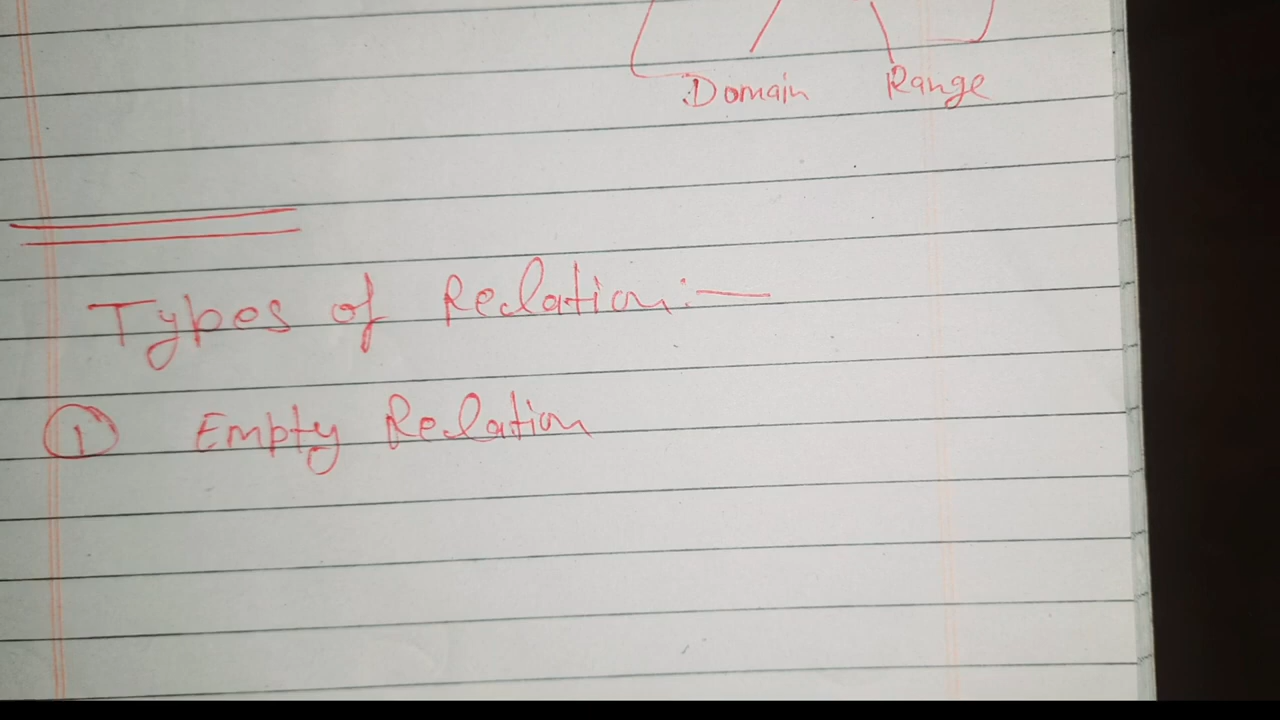 Domain Range
Types of Relation:—
① Empty Relation